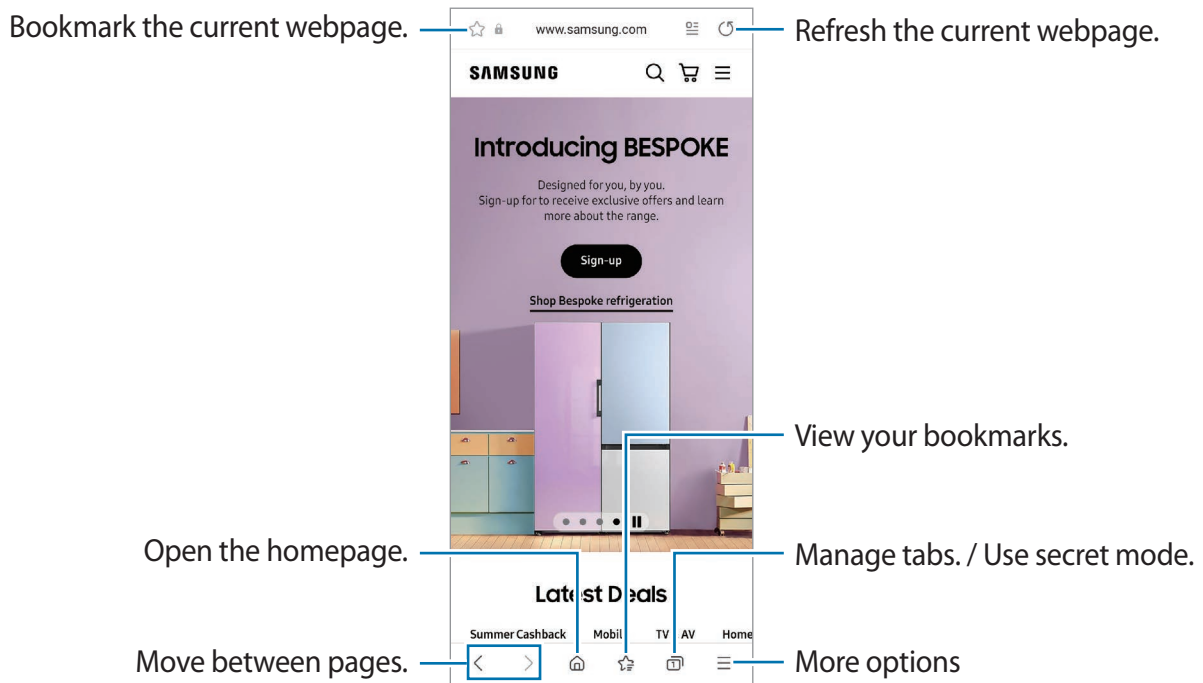 Bookmark the current webpage.
www.samsung.com
Refresh the current webpage.
SAMSUNG
Introducing BESPOKE
Designed for you, by you.
Sign-up for to receive exclusive offers and learn
more about the range.
Sign-up
Shop Bespoke refrigeration
View your bookmarks.
Open the homepage.
Manage tabs. / Use secret mode.
Latest Deals
Summer Cashback Mobil TV AV Home
Move between pages.
1
More options